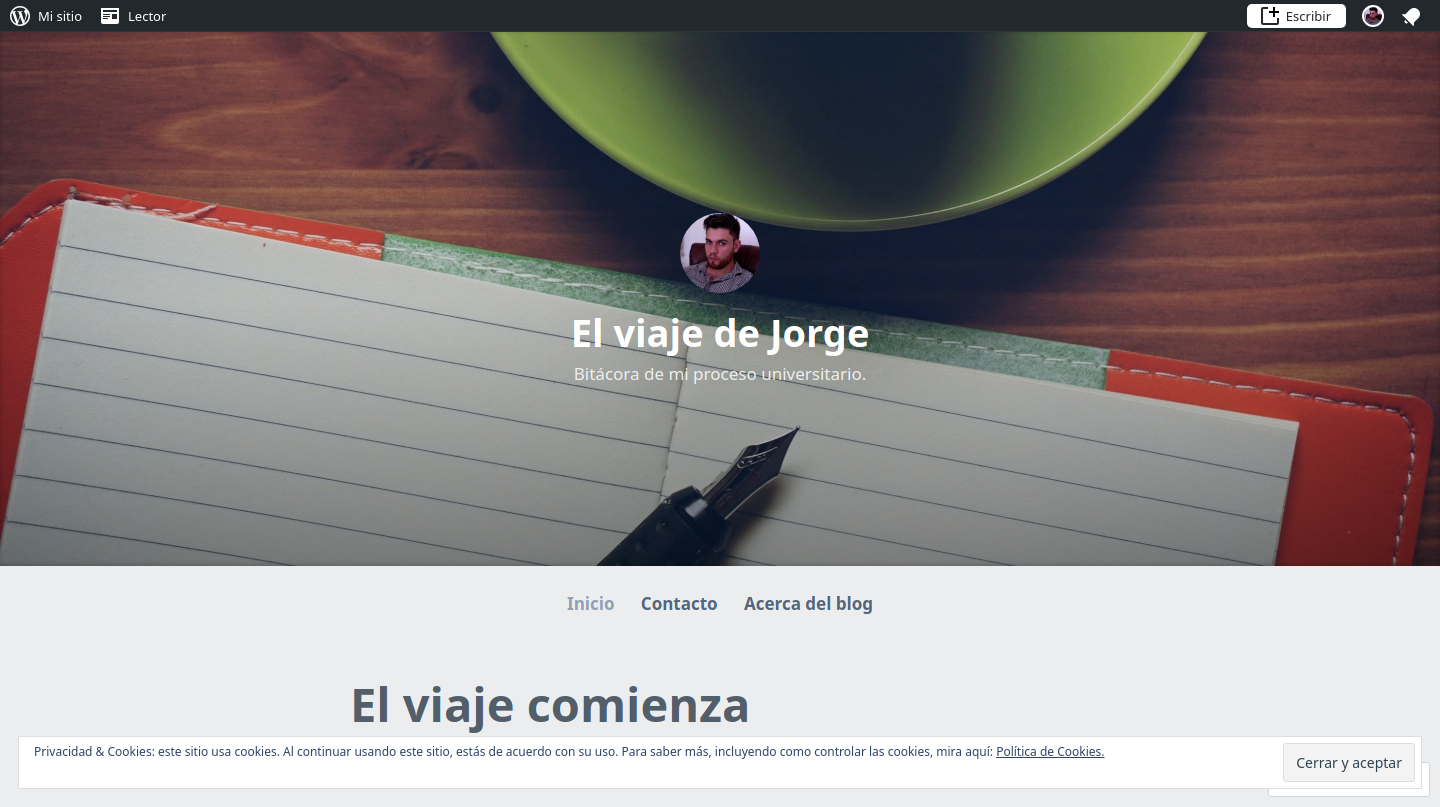 Mi sitio
Lector
Escribir
El viaje de Jorge
Bitácora de mi proceso universitario.
Inicio
Contacto
Acerca del blog
El viaje comienza
Privacidad & Cookies: este sitio usa cookies. Al continuar usando este sitio, estás de acuerdo con su uso. Para saber más, incluyendo como controlar las cookies, mira aquí: Política de Cookies.
Cerrar y aceptar